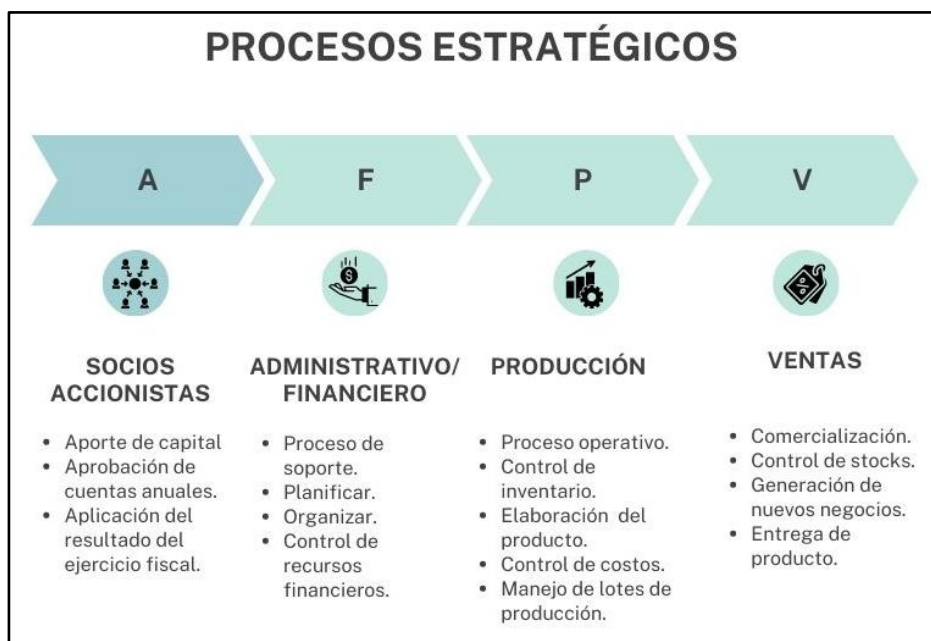 PROCESOS ESTRATÉGICOS
A
F
P
V
SOCIOS
ACCIONISTAS
• Aporte de capital
• Aprobación de
cuentas anuales.
• Aplicación del
resultado del
ejercicio fiscal.
ADMINISTRATIVO/
FINANCIERO
• Proceso de
soporte.
• Planificar.
• Organizar.
• Control de
recursos
financieros.
PRODUCCIÓN
• Proceso operativo.
• Control de
inventario.
• Elaboración del
producto.
• Control de costos.
• Manejo de lotes de
producción.
VENTAS
• Comercialización.
• Control de stocks.
• Generación de
nuevos negocios.
• Entrega de
producto.